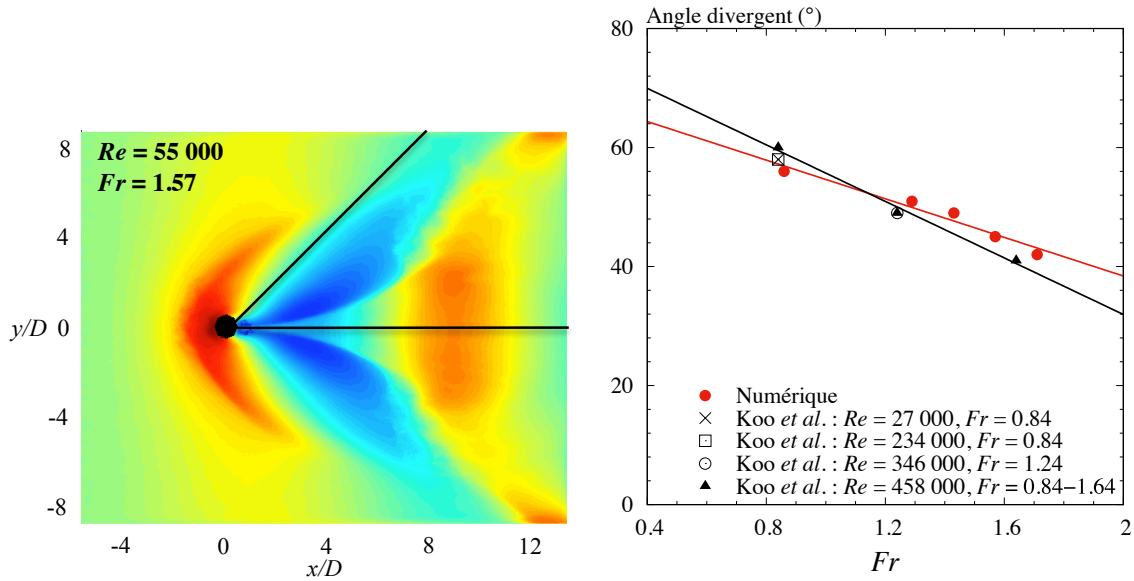 Re = 55 000
Fr = 1.57
8
4
0
-4
-8
y/D
-4
0
4
8
12
x/D
Angle divergent (°)
80
60
40
20
0
0.4
0.8
1.2
1.6
2
Fr
Numérique
Koo et al. : Re = 27 000, Fr = 0.84
Koo et al. : Re = 234 000, Fr = 0.84
Koo et al. : Re = 346 000, Fr = 1.24
Koo et al. : Re = 458 000, Fr = 0.84−1.64